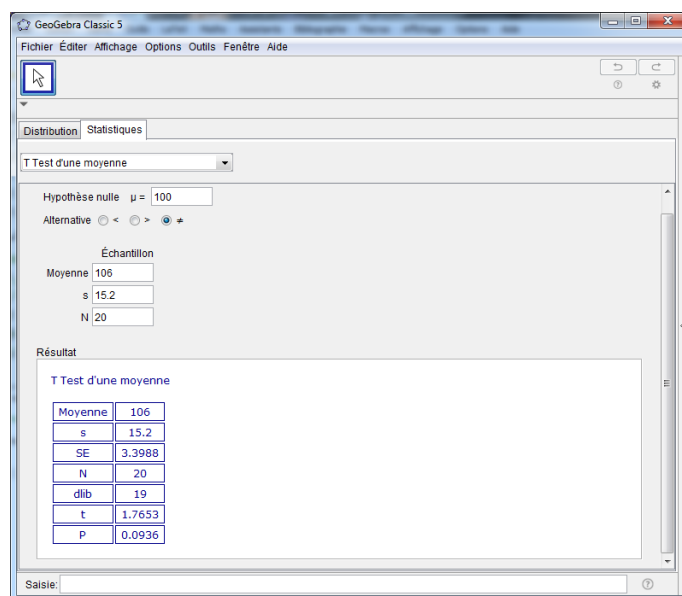 GeoGebra Classic 5
Fichier Éditer Affichage Options Outils Fenêtre Aide
Distribution Statistiques
T Test d'une moyenne
Hypothèse nulle μ = 100
Alternative < > ≠
Échantillon
Moyenne 106
s 15.2
N 20
Résultat
T Test d'une moyenne
Moyenne 106
s 15.2
SE 3.3988
N 20
dlib 19
t 1.7653
P 0.0936
Saisie: